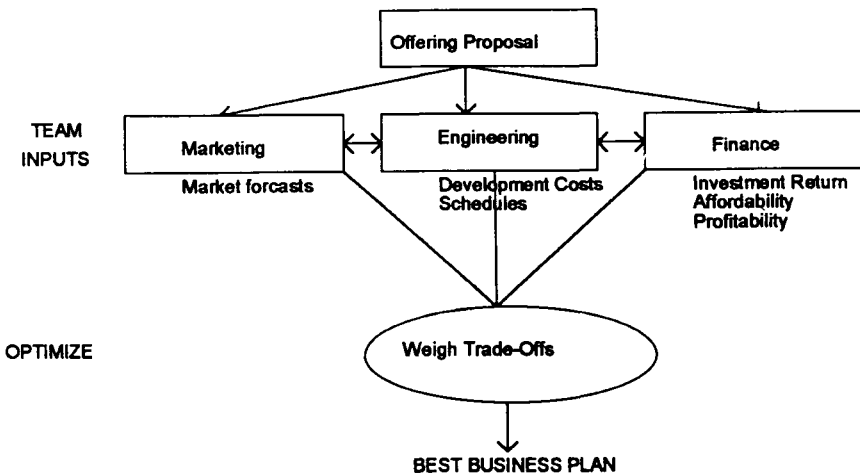 Offering Proposal
TEAM
INPUTS
Marketing
Engineering
Finance
Market forcasts
Development Costs
Schedules
Investment Return
Affordability
Profitability
OPTIMIZE
Weigh Trade-Offs
BEST BUSINESS PLAN